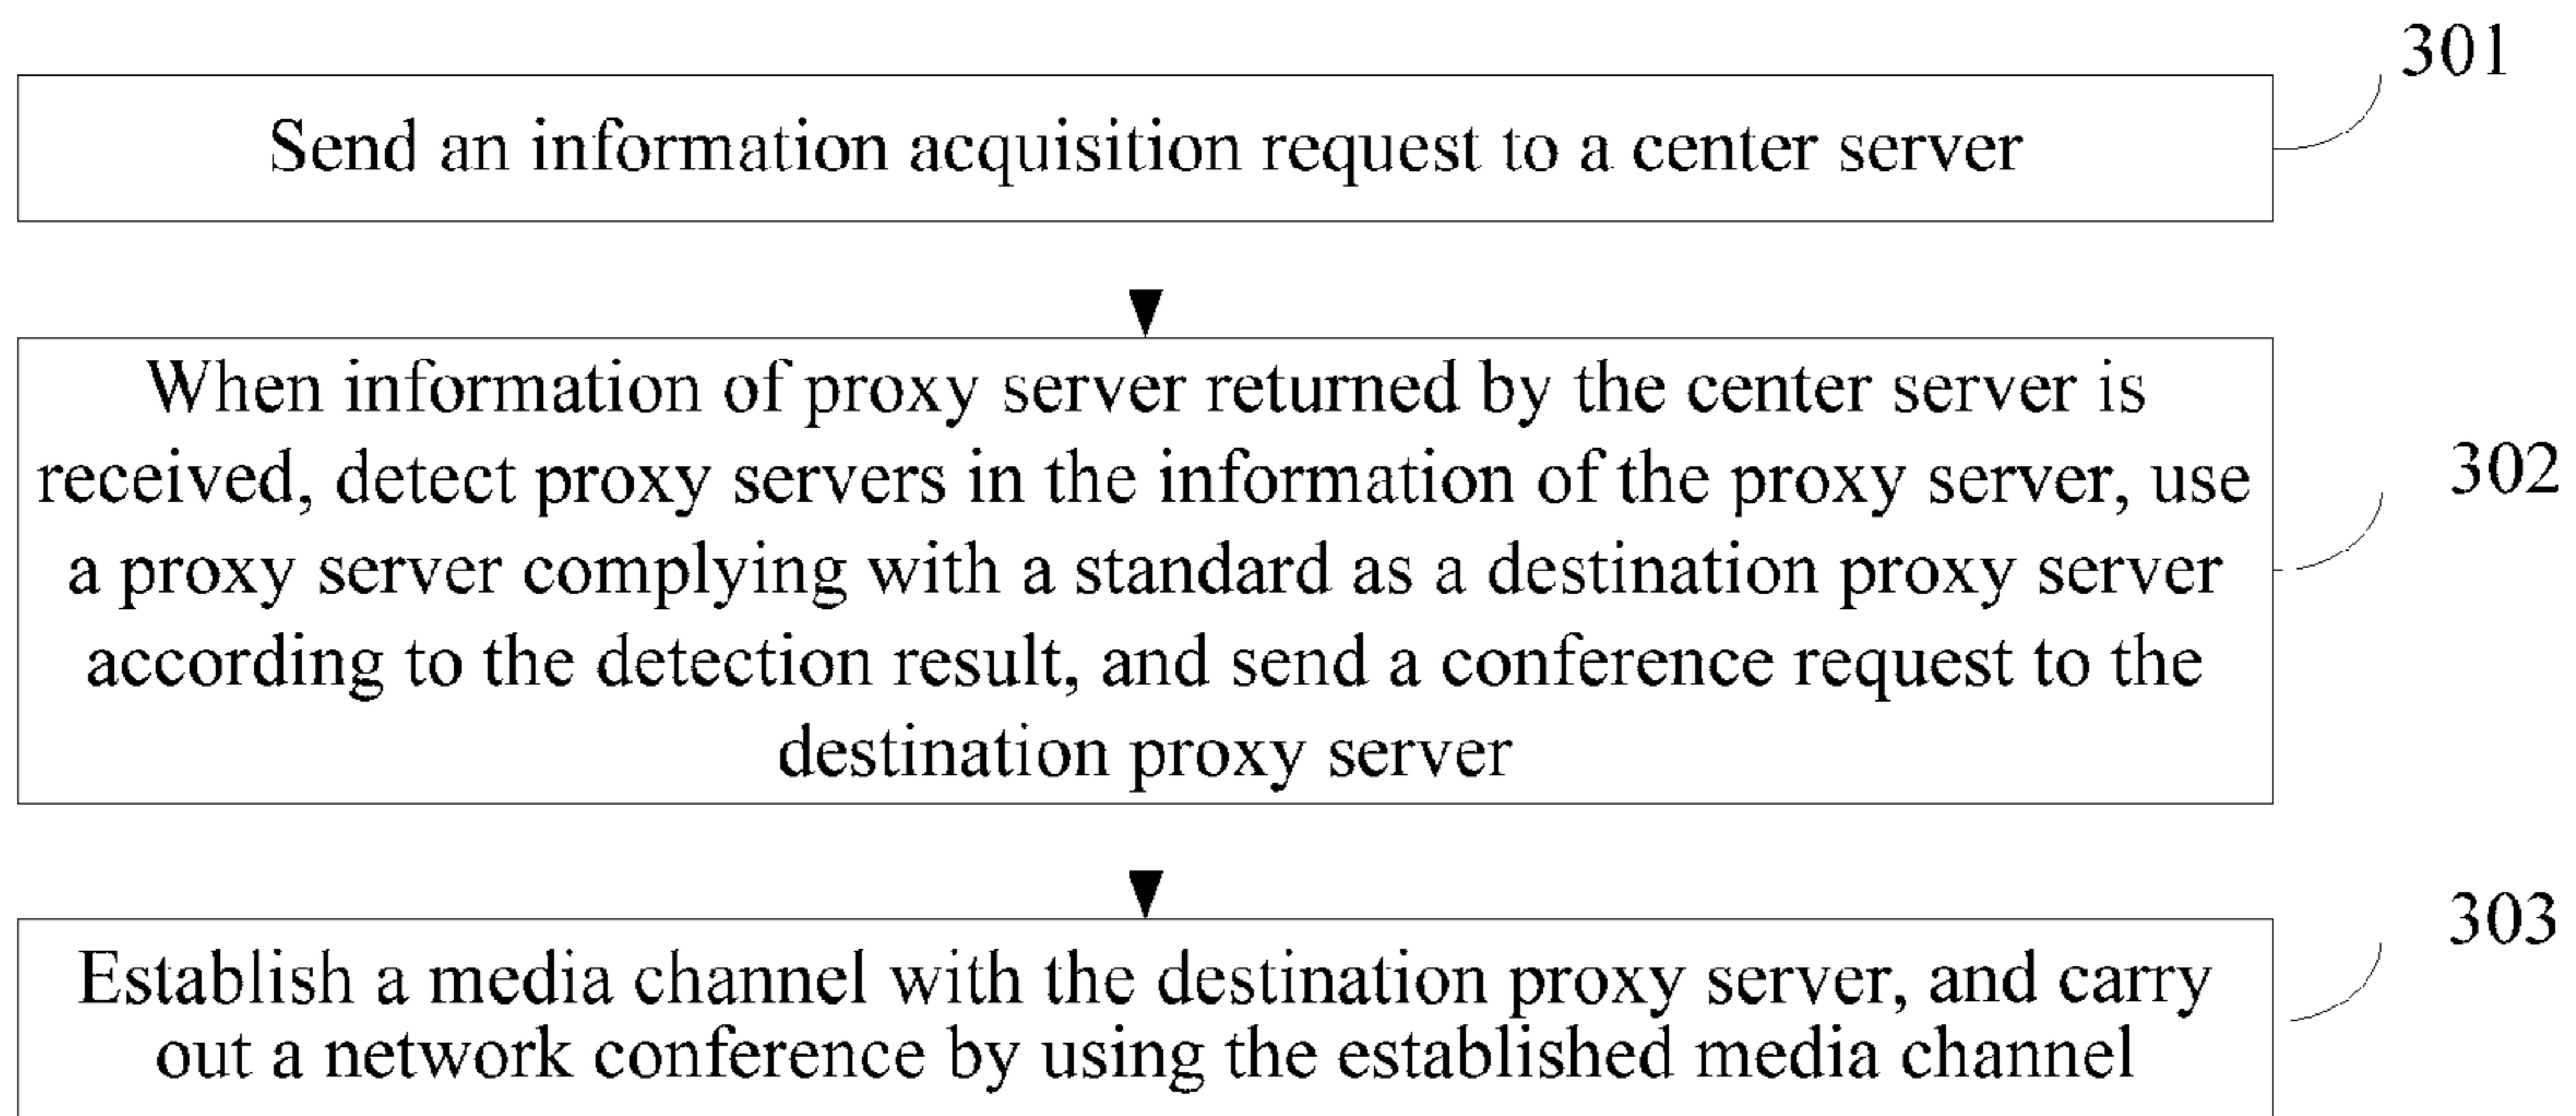 301
Send an information acquisition request to a center server
When information of proxy server returned by the center server is
received, detect proxy servers in the information of the proxy server, use
a proxy server complying with a standard as a destination proxy server
according to the detection result, and send a conference request to the
destination proxy server
302
Establish a media channel with the destination proxy server, and carry
out a network conference by using the established media channel
303